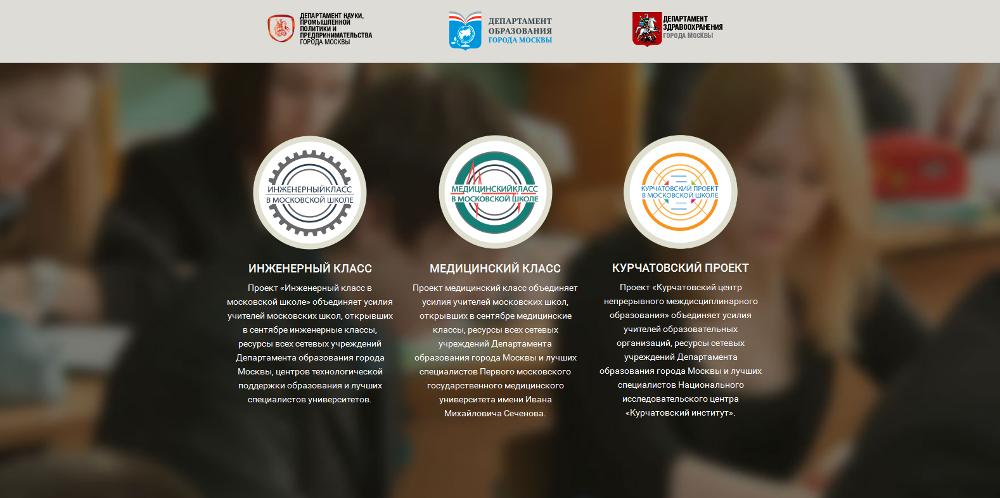 ДЕПАРТАМЕНТ НАУКИ,
ПРОМЫШЛЕННОЙ
ПОЛИТИКИ И
ПРЕДПРИНИМАТЕЛЬСТВА
ГОРОДА МОСКВЫ
ДЕПАРТАМЕНТ
ОБРАЗОВАНИЯ
ГОРОДА МОСКВЫ
ДЕПАРТАМЕНТ
ЗДРАВООХРАНЕНИЯ
ГОРОДА МОСКВЫ
ИНЖЕНЕРНЫЙКЛАСС
В МОСКОВСКОЙ ШКОЛЕ
МЕДИЦИНСКИЙКЛАСС
В МОСКОВСКОЙ ШКОЛЕ
КУРЧАТОВСКИЙ ПРОЕКТ
В МОСКОВСКОЙ ШКОЛЕ
ИНЖЕНЕРНЫЙ КЛАСС
Проект «Инженерный класс в
московской школе» объединяет усилия
учителей московских школ, открывших
в сентябре инженерные классы,
ресурсы всех сетевых учреждений
Департамента образования города
Москвы, центров технологической
поддержки образования и лучших
специалистов университетов.
МЕДИЦИНСКИЙ КЛАСС
Проект медицинский класс объединяет
усилия учителей московских школ,
открывших в сентябре медицинские
классы, ресурсы всех сетевых
учреждений Департамента
образования города Москвы и лучших
специалистов Первого московского
государственного медицинского
университета имени Ивана
Михайловича Сеченова.
КУРЧАТОВСКИЙ ПРОЕКТ
Проект «Курчатовский центр
непрерывного междисциплинарного
образования» объединяет усилия
учителей образовательных
организаций, ресурсы сетевых
учреждений Департамента
образования города Москвы и лучших
специалистов Национального
исследовательского центра
«Курчатовский институт».